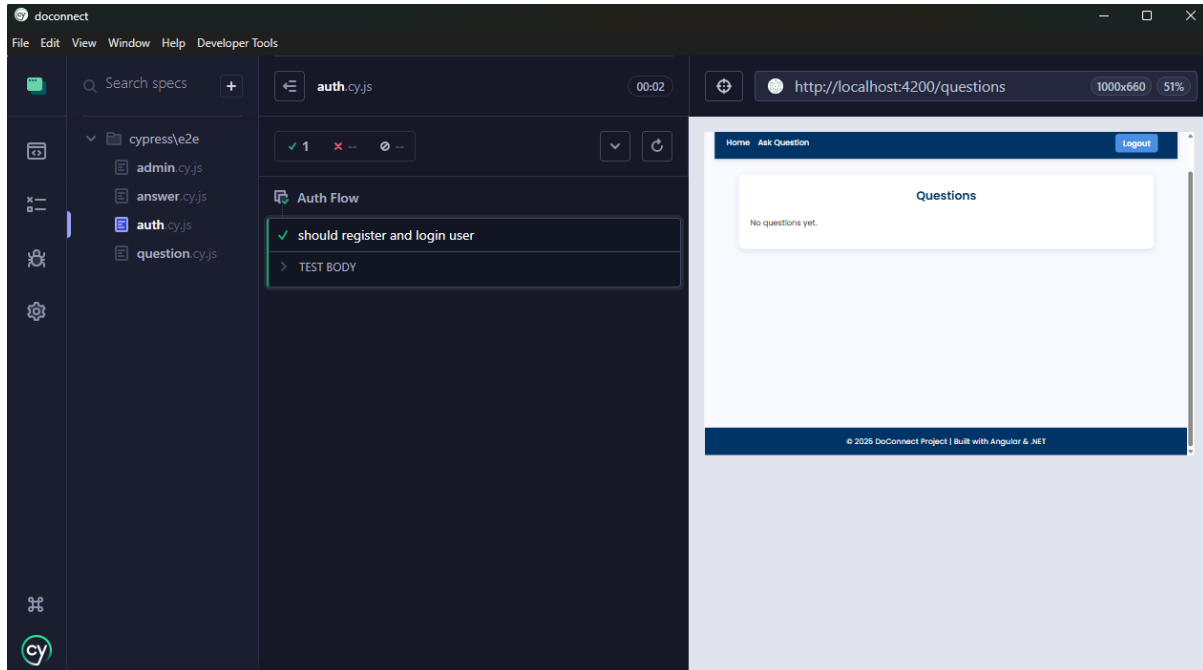 doconnect
File Edit View Window Help Developer Tools
Search specs +
cypress\e2e
admin.cy.js
answer.cy.js
auth.cy.js
question.cy.js
auth.cy.js 00:02
1 -- --
Auth Flow
should register and login user
TEST BODY
http://localhost:4200/questions 1000x660 51%
Home Ask Question Logout
Questions
No questions yet.
© 2025 DoConnect Project | Built with Angular & .NET
cy